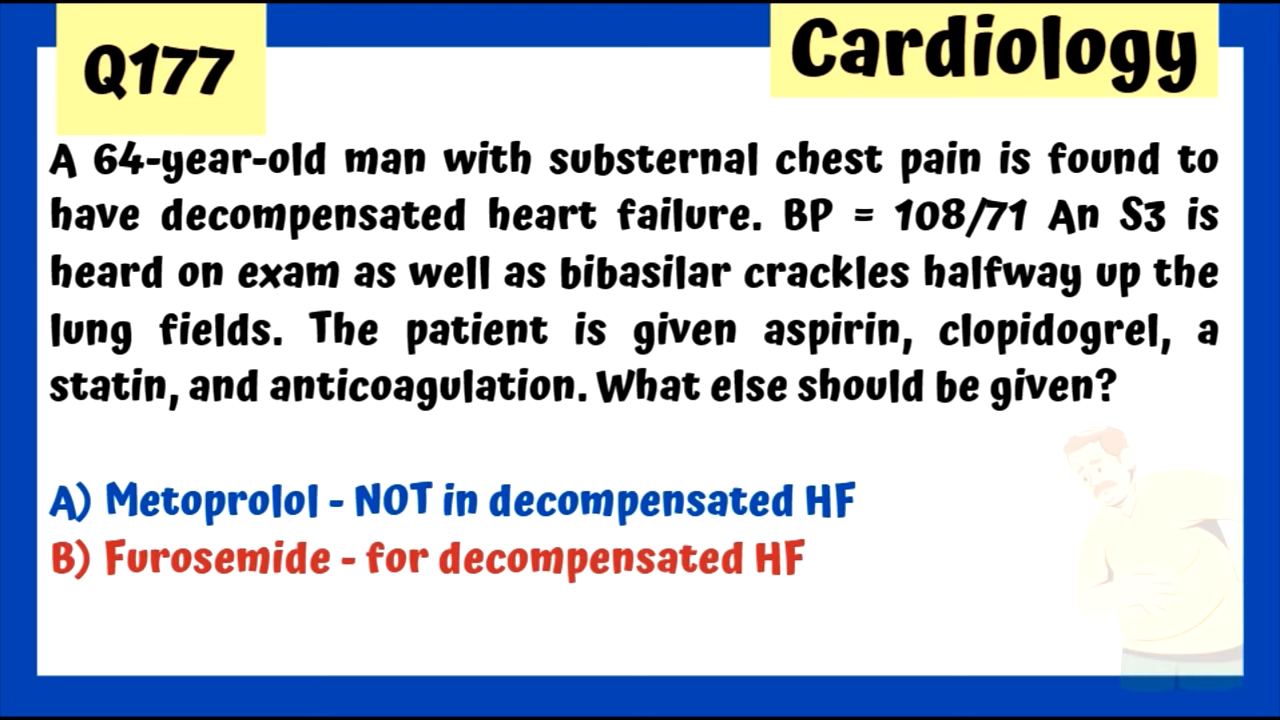 Q177
Cardiology
A 64-year-old man with substernal chest pain is found to
have decompensated heart failure. BP = 108/71 An S3 is
heard on exam as well as bibasilar crackles halfway up the
lung fields. The patient is given aspirin, clopidogrel, a
statin, and anticoagulation. What else should be given?
A) Metoprolol - NOT in decompensated HF
B) Furosemide - for decompensated HF